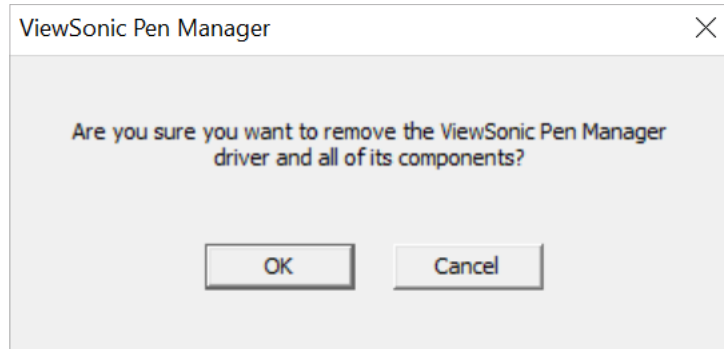 ViewSonic Pen Manager
Are you sure you want to remove the ViewSonic Pen Manager
driver and all of its components?
OK
Cancel